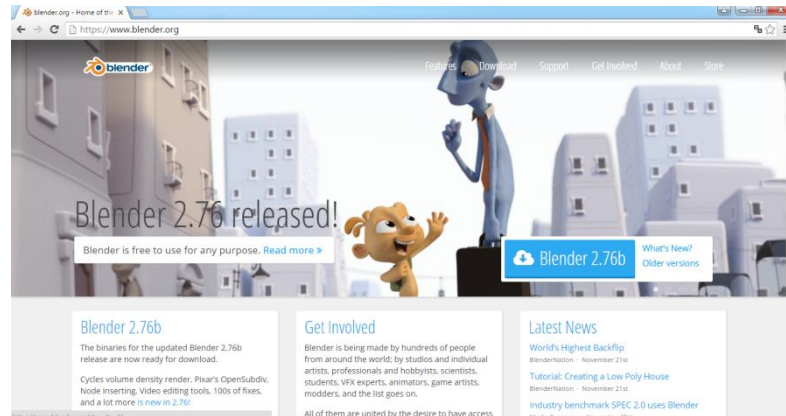 blender.org - Home of the
https://www.blender.org
blender
Features Download Support Get Involved About Store
Blender 2.76 released!
Blender is free to use for any purpose. Read more »
Blender 2.76b
What's New?
Older versions
Blender 2.76b
The binaries for the updated Blender 2.76b
release are now ready for download.
Cycles volume density render, Pixar's OpenSubdiv,
Node inserting, Video editing tools, 100s of fixes,
and a lot more is new in 2.76!
Get Involved
Blender is being made by hundreds of people
from around the world; by studios and individual
artists, professionals and hobbyists, scientists,
students, VFX experts, animators, game artists,
modders, and the list goes on.
All of them are united by the desire to have access
Latest News
World's Highest Backflip
BlenderNation - November 21st
Tutorial: Creating a Low Poly House
BlenderNation - November 21st
Industry benchmark SPEC 2.0 uses Blender